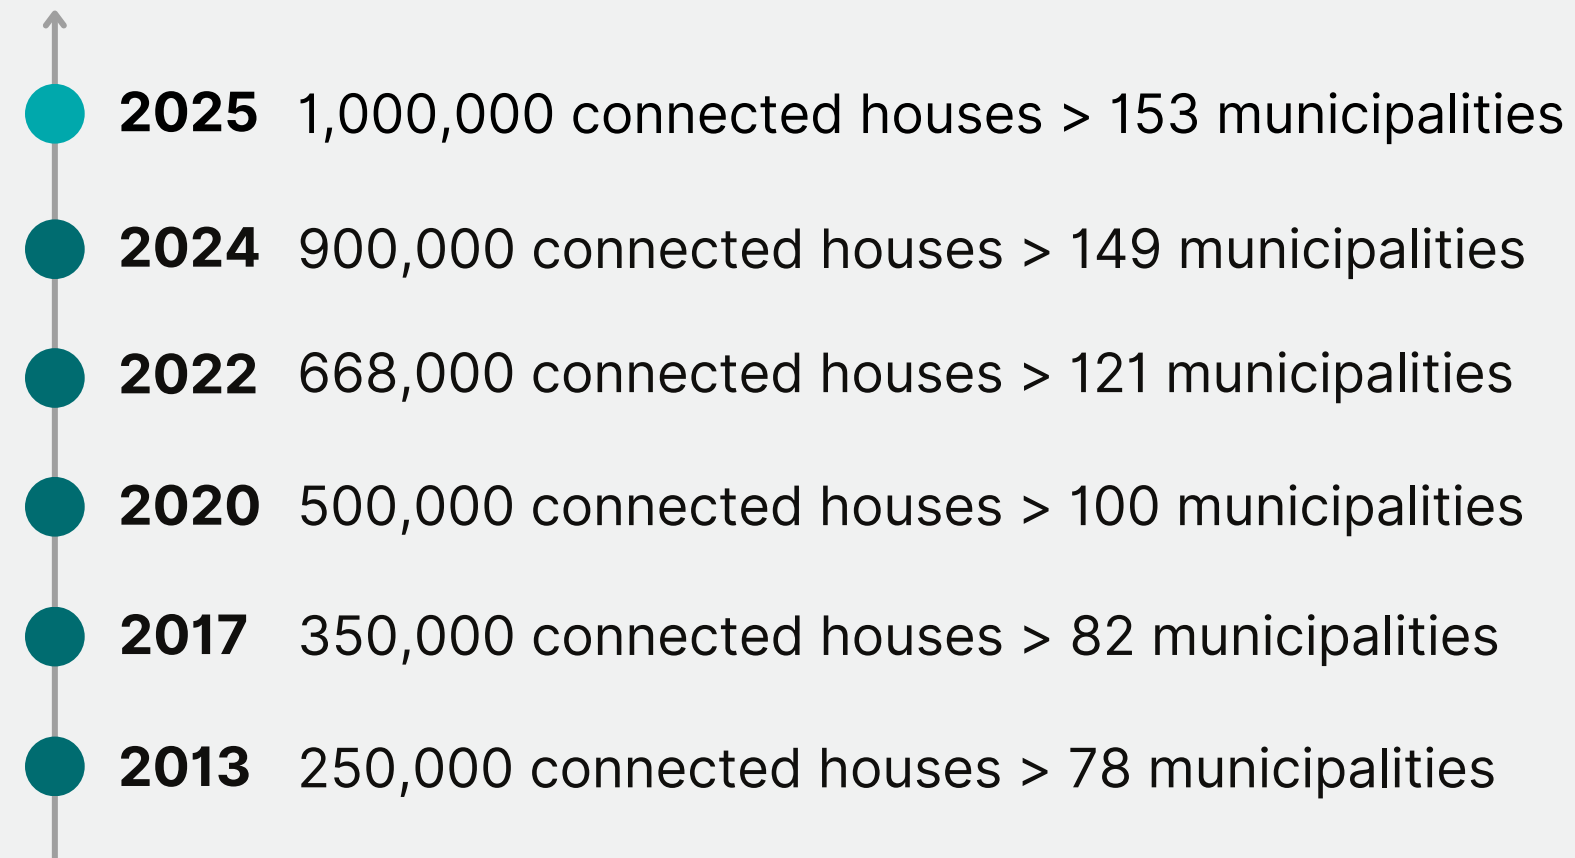 2025 1,000,000 connected houses > 153 municipalities
2024 900,000 connected houses > 149 municipalities
2022 668,000 connected houses > 121 municipalities
2020 500,000 connected houses > 100 municipalities
2017 350,000 connected houses > 82 municipalities
2013 250,000 connected houses > 78 municipalities